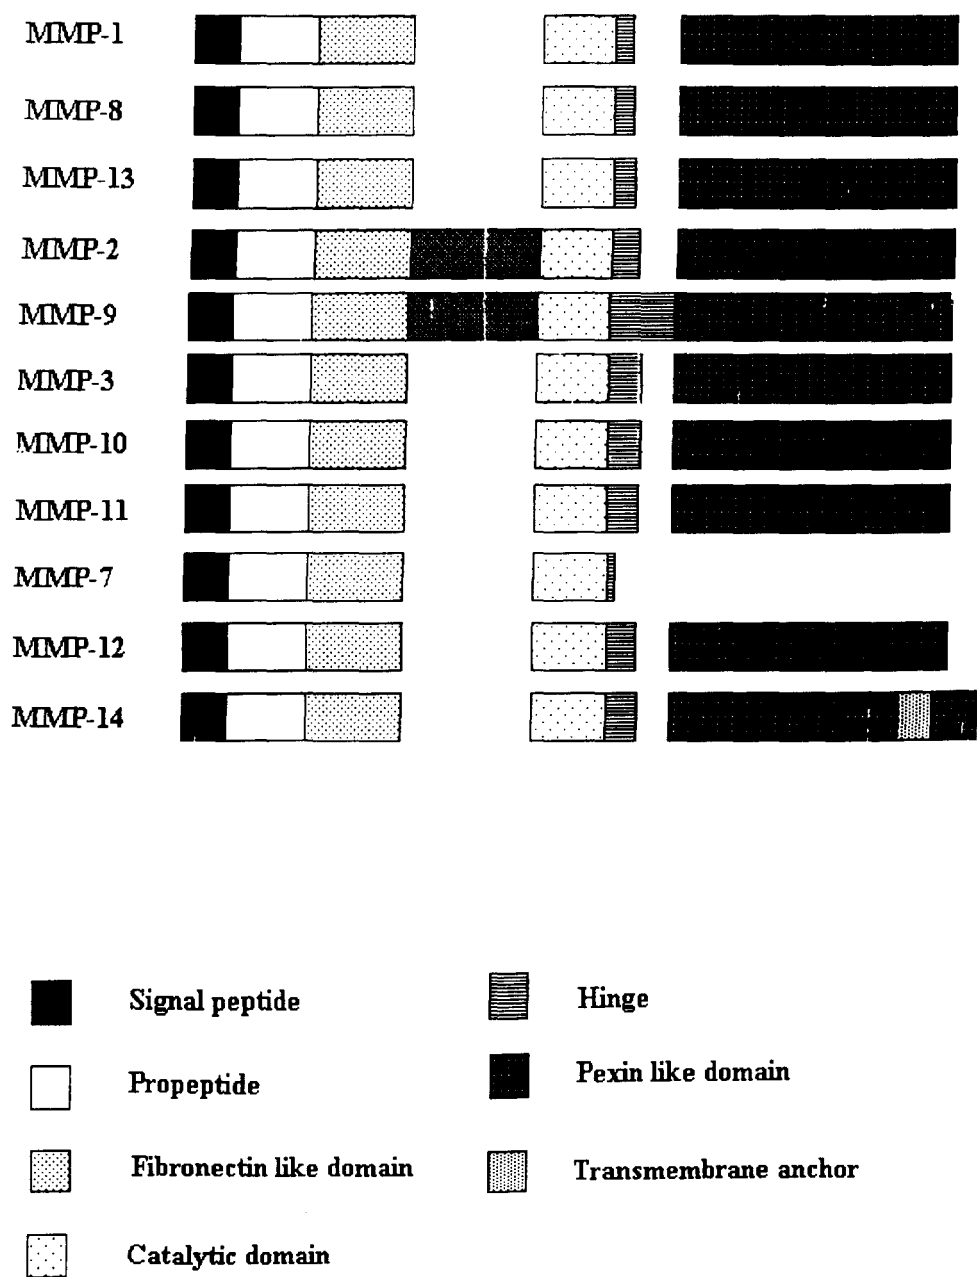 MMP-1
MMP-8
MMP-13
MMP-2
MMP-9
MMP-3
MMP-10
MMP-11
MMP-7
MMP-12
MMP-14
Signal peptide
Hinge
Propeptide
Pexin like domain
Fibronectin like domain
Transmembrane anchor
Catalytic domain